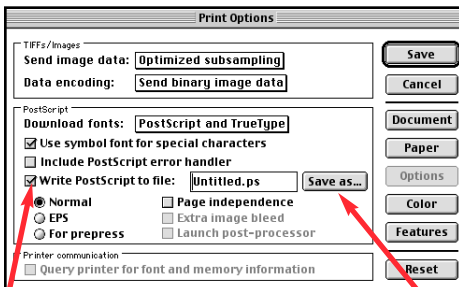 Print Options
TIFFs/Images
Send image data: Optimized subsampling
Save
Data encoding: Send binary image data
Cancel
PostScript
Download fonts: PostScript and TrueType
Document
Use symbol font for special characters
Paper
Include PostScript error handler
Write PostScript to file: Untitled.ps Save as...
Options
Normal Page independence
Color
EPS Extra image bleed
For prepress Launch post-processor
Features
Printer communication
Query printer for font and memory information
Reset